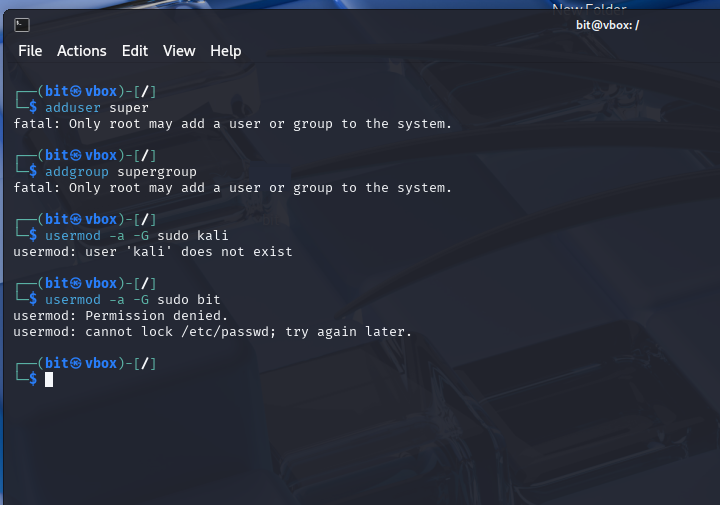 New Folder
bit@vbox: /
File Actions Edit View Help
┌──(bit㉿vbox)-[/]
└─$ adduser super
fatal: Only root may add a user or group to the system.
┌──(bit㉿vbox)-[/]
└─$ addgroup supergroup
fatal: Only root may add a user or group to the system.
┌──(bit㉿vbox)-[/]
└─$ usermod -a -G sudo kali
usermod: user 'kali' does not exist
┌──(bit㉿vbox)-[/]
└─$ usermod -a -G sudo bit
usermod: Permission denied.
usermod: cannot lock /etc/passwd; try again later.
┌──(bit㉿vbox)-[/]
└─$